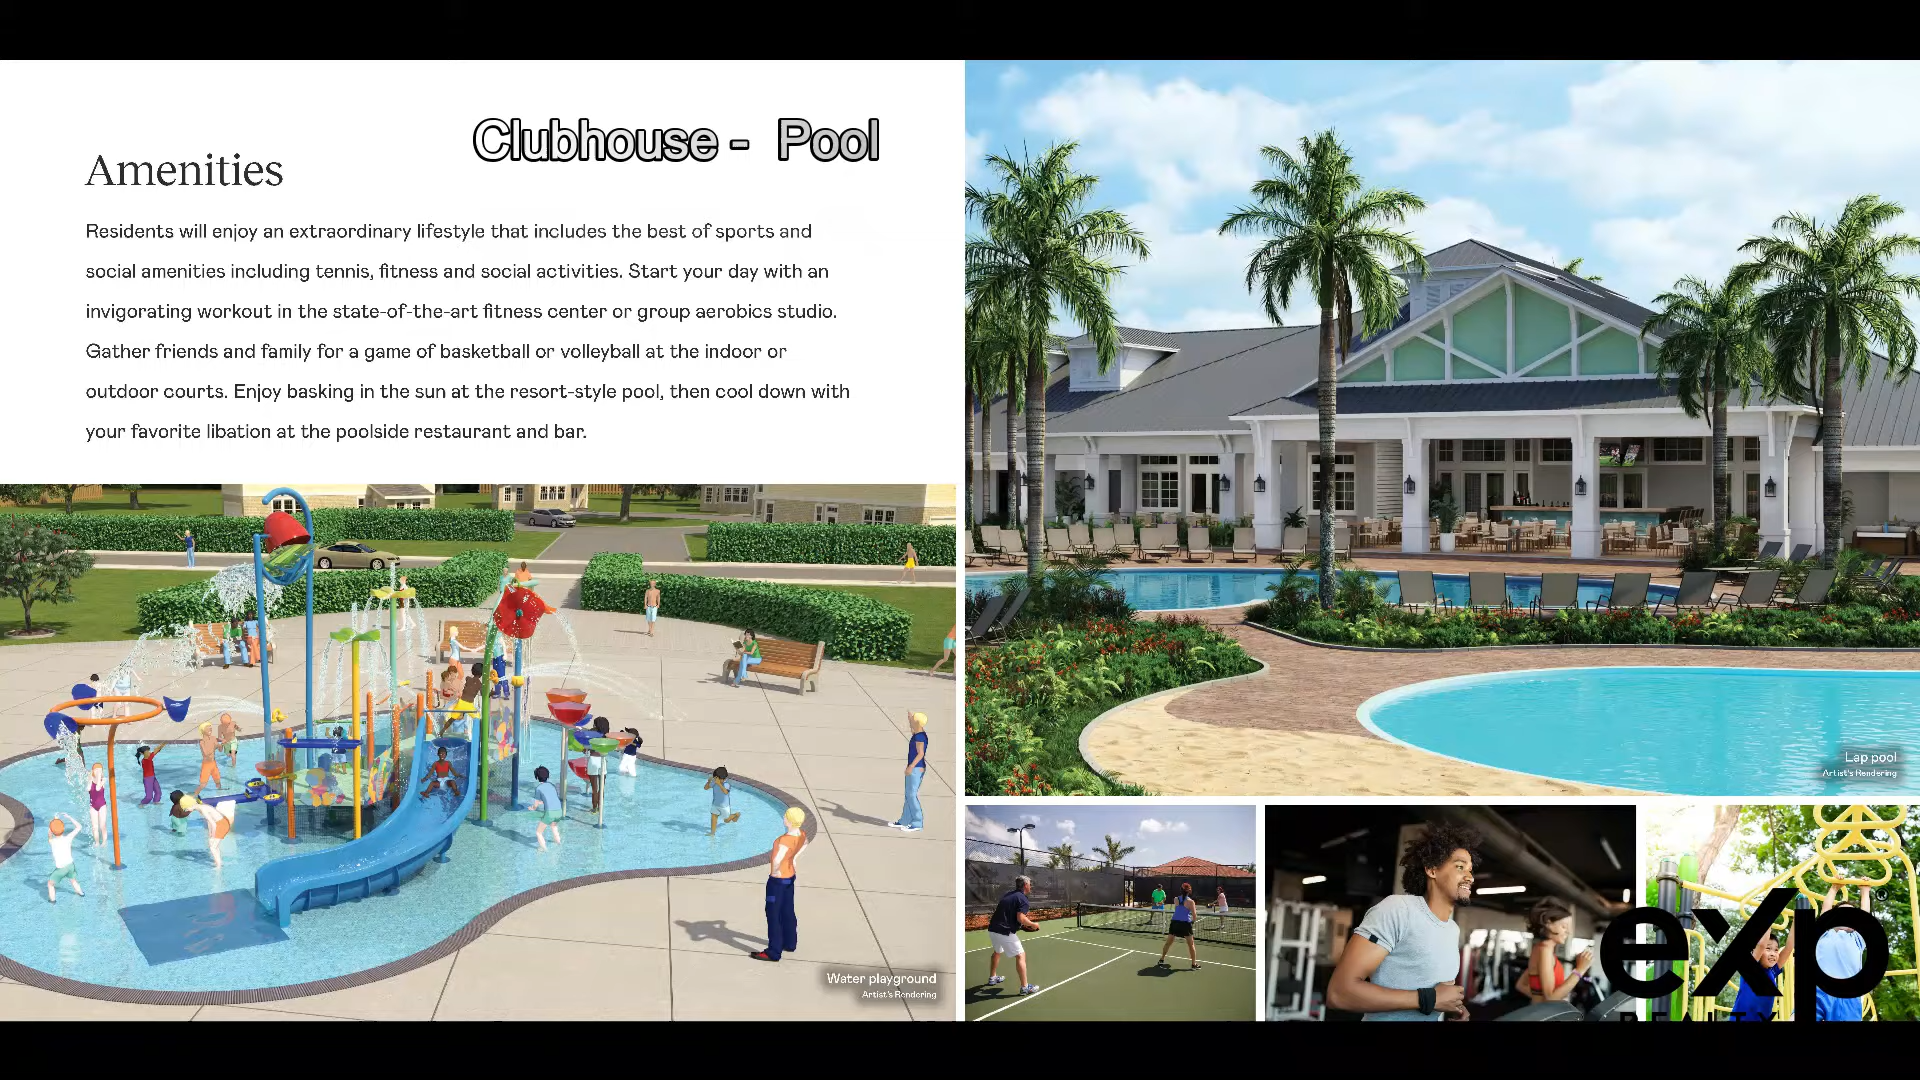 Clubhouse - Pool
Amenities
Residents will enjoy an extraordinary lifestyle that includes the best of sports and
social amenities including tennis, fitness and social activities. Start your day with an
invigorating workout in the state-of-the-art fitness center or group aerobics studio.
Gather friends and family for a game of basketball or volleyball at the indoor or
outdoor courts. Enjoy basking in the sun at the resort-style pool, then cool down with
your favorite libation at the poolside restaurant and bar.
Lap pool
Artist's Rendering
Water playground
Artist's Rendering
eXp®
REALTY